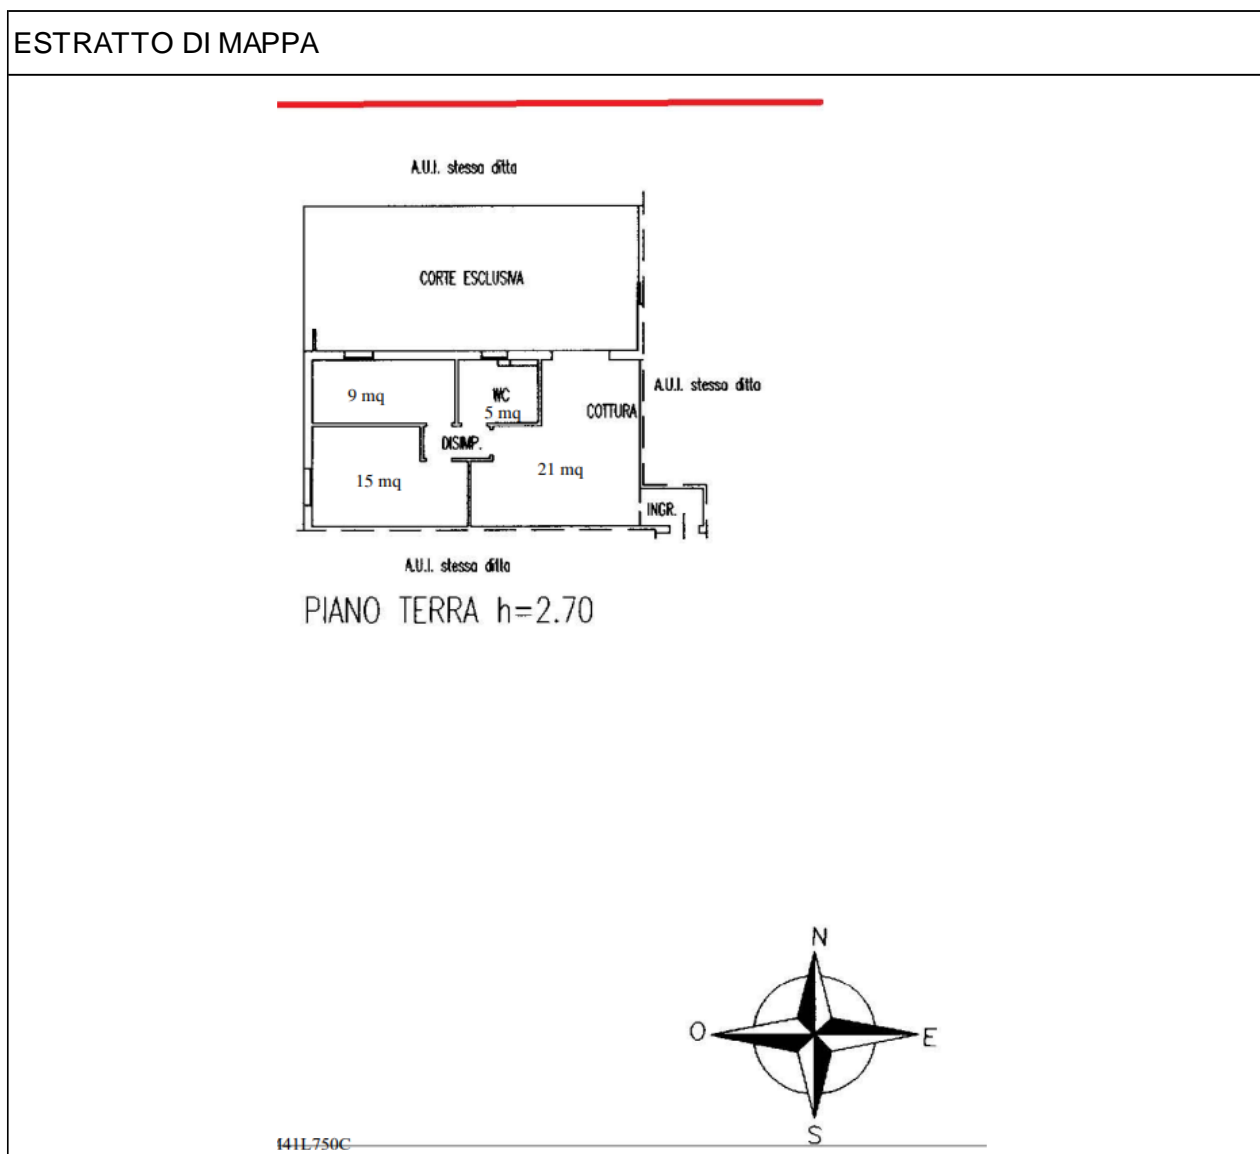 ESTRATTO DI MAPPA
A.U.I. stessa ditta
CORTE ESCLUSIVA
A.U.I. stessa ditta
9 mq
WC
5 mq
COTTURA
DISIMP.
15 mq
21 mq
INGR.
A.U.I. stessa ditta
PIANO TERRA h=2.70
N
O
E
S
141L750C